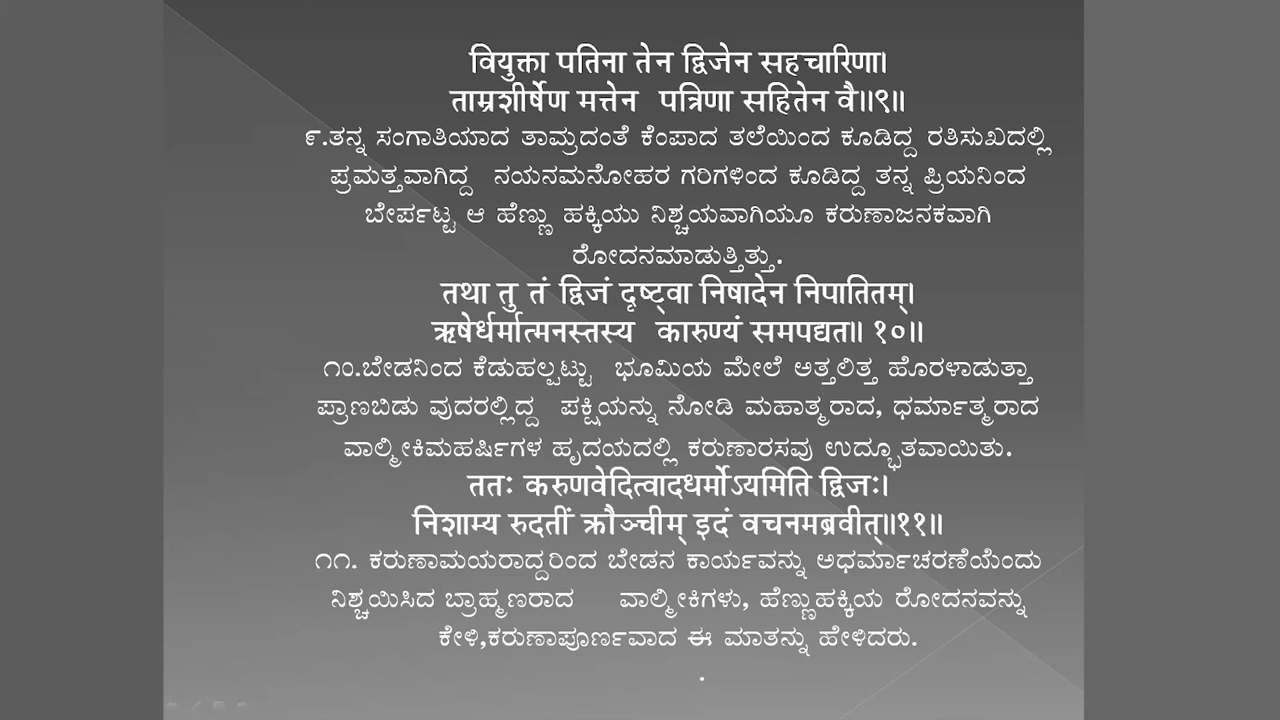 वियुक्ता पतिना तेन द्विजेन सहचारिणा।
ताम्रशीर्षेण मत्तेन पत्रिणा सहितेन वै॥९॥
೯.ತನ್ನ ಸಂಗಾತಿಯಾದ ತಾಮ್ರದಂತೆ ಕೆಂಪಾದ ತಲೆಯಿಂದ ಕೂಡಿದ್ದ ರತಿಸುಖದಲ್ಲಿ
ಪ್ರಮತ್ತವಾಗಿದ್ದ ನಯನಮನೋಹರ ಗರಿಗಳಿಂದ ಕೂಡಿದ್ದ ತನ್ನ ಪ್ರಿಯನಿಂದ
ಬೇರ್ಪಟ್ಟ ಆ ಹೆಣ್ಣು ಹಕ್ಕಿಯು ನಿಶ್ಚಯವಾಗಿಯೂ ಕರುಣಾಜನಕವಾಗಿ
ರೋದನಮಾಡುತ್ತಿತ್ತು.
तथा तु तं द्विजं दृष्ट्वा निषादेन निपातितम्।
ऋषेर्धर्मात्मनस्तस्य कारुण्यं समपद्यत॥ १०॥
೧೦.ಬೇಡನಿಂದ ಕೆಡುಹಲ್ಪಟ್ಟು ಭೂಮಿಯ ಮೇಲೆ ಅತ್ತಲಿತ್ತ ಹೊರಳಾಡುತ್ತಾ
ಪ್ರಾಣಬಿಡು ವುದರಲ್ಲಿದ್ದ ಪಕ್ಷಿಯನ್ನು ನೋಡಿ ಮಹಾತ್ಮರಾದ, ಧರ್ಮಾತ್ಮರಾದ
ವಾಲ್ಮೀಕಿಮಹರ್ಷಿಗಳ ಹೃದಯದಲ್ಲಿ ಕರುಣಾರಸವು ಉದ್ಭೂತವಾಯಿತು.
ततः करुणवेदित्वादधर्मोऽयमिति द्विजः।
निशाम्य रुदतीं क्रौञ्चीम् इदं वचनमब्रवीत्॥११॥
೧೧. ಕರುಣಾಮಯರಾದ್ದರಿಂದ ಬೇಡನ ಕಾರ್ಯವನ್ನು ಅಧರ್ಮಾಚರಣೆಯೆಂದು
ನಿಶ್ಚಯಿಸಿದ ಬ್ರಾಹ್ಮಣರಾದ ವಾಲ್ಮೀಕಿಗಳು, ಹೆಣ್ಣುಹಕ್ಕಿಯ ರೋದನವನ್ನು
ಕೇಳಿ,ಕರುಣಾಪೂರ್ಣವಾದ ಈ ಮಾತನ್ನು ಹೇಳಿದರು.
.